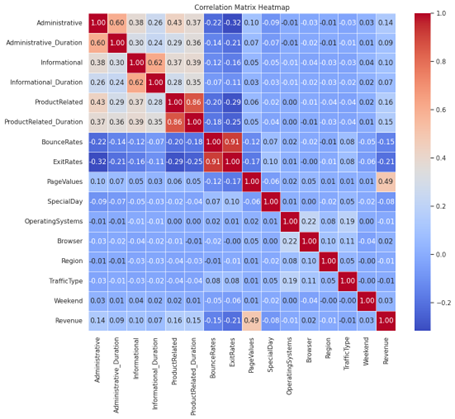 Correlation Matrix Heatmap
Administrative 1.00 0.60 0.38 0.26 0.43 0.37 -0.22 -0.32 0.10 -0.09 -0.01 -0.03 -0.01 -0.03 0.03 0.14
Administrative_Duration 0.60 1.00 0.30 0.24 0.29 0.36 -0.14 -0.21 0.07 -0.07 -0.01 -0.02 -0.01 -0.01 0.01 0.09
Informational 0.38 0.30 1.00 0.62 0.37 0.39 -0.12 -0.16 0.05 -0.05 -0.01 -0.04 -0.03 -0.03 0.04 0.10
Informational_Duration 0.26 0.24 0.62 1.00 0.28 0.35 -0.07 -0.11 0.03 -0.03 -0.01 -0.02 -0.03 -0.02 0.02 0.07
ProductRelated 0.43 0.29 0.37 0.28 1.00 0.86 -0.20 -0.29 0.06 -0.02 0.00 -0.01 -0.04 -0.04 0.02 0.16
ProductRelated_Duration 0.37 0.36 0.39 0.35 0.86 1.00 -0.18 -0.25 0.05 -0.04 0.00 -0.01 -0.03 -0.04 0.01 0.15
BounceRates -0.22 -0.14 -0.12 -0.07 -0.20 -0.18 1.00 0.91 -0.12 0.07 0.02 -0.02 -0.01 0.08 -0.05 -0.15
ExitRates -0.32 -0.21 -0.16 -0.11 -0.29 -0.25 0.91 1.00 -0.17 0.10 0.01 -0.00 -0.01 0.08 -0.06 -0.21
PageValues 0.10 0.07 0.05 0.03 0.06 0.05 -0.12 -0.17 1.00 -0.06 0.02 0.05 0.01 0.01 0.01 0.49
SpecialDay -0.09 -0.07 -0.05 -0.03 -0.02 -0.04 0.07 0.10 -0.06 1.00 0.01 0.00 -0.02 0.05 -0.02 -0.08
OperatingSystems -0.01 -0.01 -0.01 -0.01 0.00 0.00 0.02 0.01 0.02 0.01 1.00 0.22 0.08 0.19 0.00 -0.01
Browser -0.03 -0.02 -0.04 -0.02 -0.01 -0.01 -0.02 -0.00 0.05 0.00 0.22 1.00 0.10 0.11 -0.04 0.02
Region -0.01 -0.01 -0.03 -0.03 -0.04 -0.03 -0.01 -0.01 0.01 -0.02 0.08 0.10 1.00 0.05 -0.00 -0.01
TrafficType -0.03 -0.01 -0.03 -0.02 -0.04 -0.04 0.08 0.08 0.01 0.05 0.19 0.11 0.05 1.00 -0.00 -0.01
Weekend 0.03 0.01 0.04 0.02 0.02 0.01 -0.05 -0.06 0.01 -0.02 0.00 -0.04 -0.00 -0.00 1.00 0.03
Revenue 0.14 0.09 0.10 0.07 0.16 0.15 -0.15 -0.21 0.49 -0.08 -0.01 0.02 -0.01 -0.01 0.03 1.00
Administrative
Administrative_Duration
Informational
Informational_Duration
ProductRelated
ProductRelated_Duration
BounceRates
ExitRates
PageValues
SpecialDay
OperatingSystems
Browser
Region
TrafficType
Weekend
Revenue
1.0
0.8
0.6
0.4
0.2
0.0
-0.2